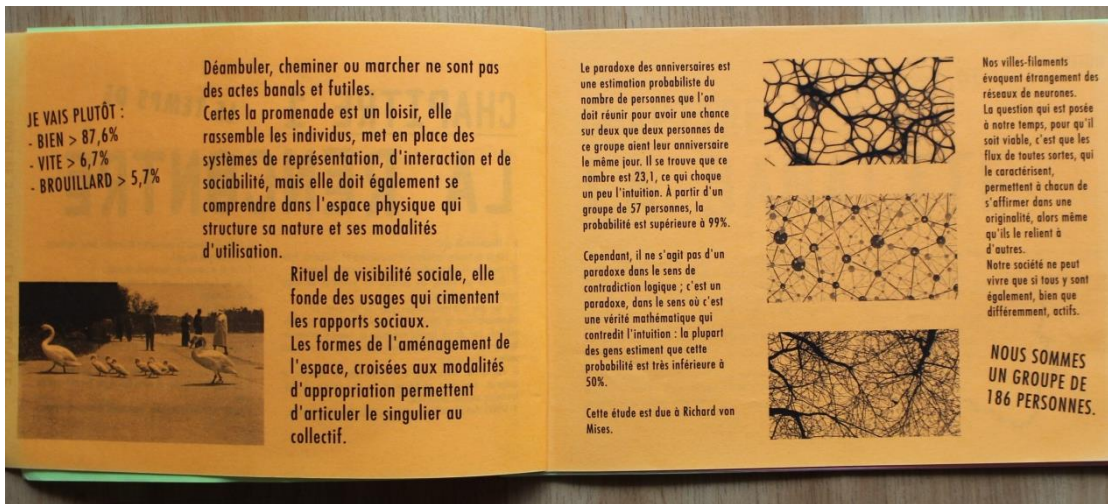 JE VAIS PLUTÔT :
- BIEN > 87,6%
- VITE > 6,7%
- BROUILLARD > 5,7%
Déambuler, cheminer ou marcher ne sont pas
des actes banals et futiles.
Certes la promenade est un loisir, elle
rassemble les individus, met en place des
systèmes de représentation, d'interaction et de
sociabilité, mais elle doit également se
comprendre dans l'espace physique qui
structure sa nature et ses modalités
d'utilisation.
Rituel de visibilité sociale, elle
fonde des usages qui cimentent
les rapports sociaux.
Les formes de l'aménagement de
l'espace, croisées aux modalités
d'appropriation permettent
d'articuler le singulier au
collectif.
Le paradoxe des anniversaires est
une estimation probabiliste du
nombre de personnes que l'on
doit réunir pour avoir une chance
sur deux que deux personnes de
ce groupe aient leur anniversaire
le même jour. Il se trouve que ce
nombre est 23,1, ce qui choque
un peu l'intuition. À partir d'un
groupe de 57 personnes, la
probabilité est supérieure à 99%.
Cependant, il ne s'agit pas d'un
paradoxe dans le sens de
contradiction logique ; c'est un
paradoxe, dans le sens où c'est
une vérité mathématique qui
contredit l'intuition : la plupart
des gens estiment que cette
probabilité est très inférieure à
50%.
Cette étude est due à Richard von
Mises.
Nos villes-filaments
évoquent étrangement des
réseaux de neurones.
La question qui est posée
à notre temps, pour qu'il
soit viable, c'est que les
flux de toutes sortes, qui
le caractérisent,
permettent à chacun de
s'affirmer dans une
originalité, alors même
qu'ils le relient à
d'autres.
Notre société ne peut
vivre que si tous y sont
également, bien que
différemment, actifs.
NOUS SOMMES
UN GROUPE DE
186 PERSONNES.